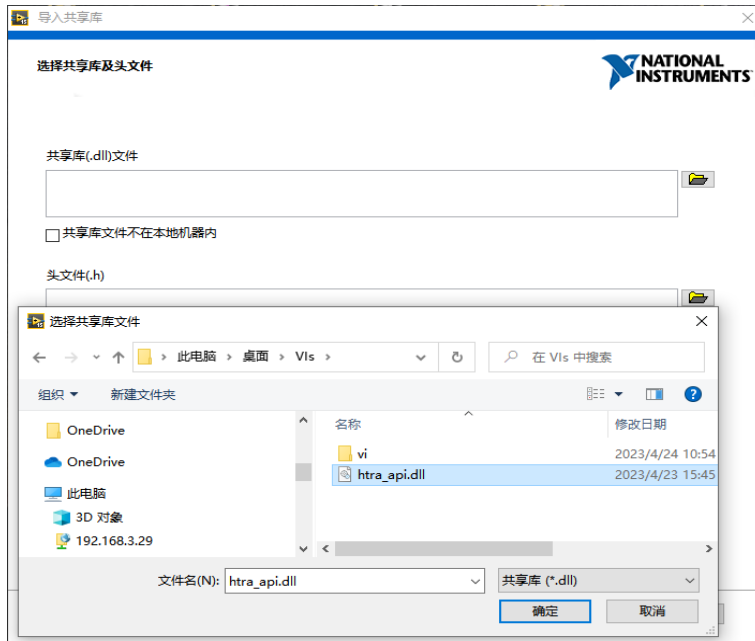 导入共享库
选择共享库及头文件
NATIONAL
INSTRUMENTS
共享库(.dll)文件
共享库文件不在本地机器内
头文件(.h)
选择共享库文件
此电脑 › 桌面 › VIs ›
在 VIs 中搜索
组织
新建文件夹
OneDrive
OneDrive
此电脑
3D 对象
192.168.3.29
名称
修改日期
vi
2023/4/24 10:54
htra_api.dll
2023/4/23 15:45
文件名(N):
htra_api.dll
共享库 (*.dll)
确定
取消